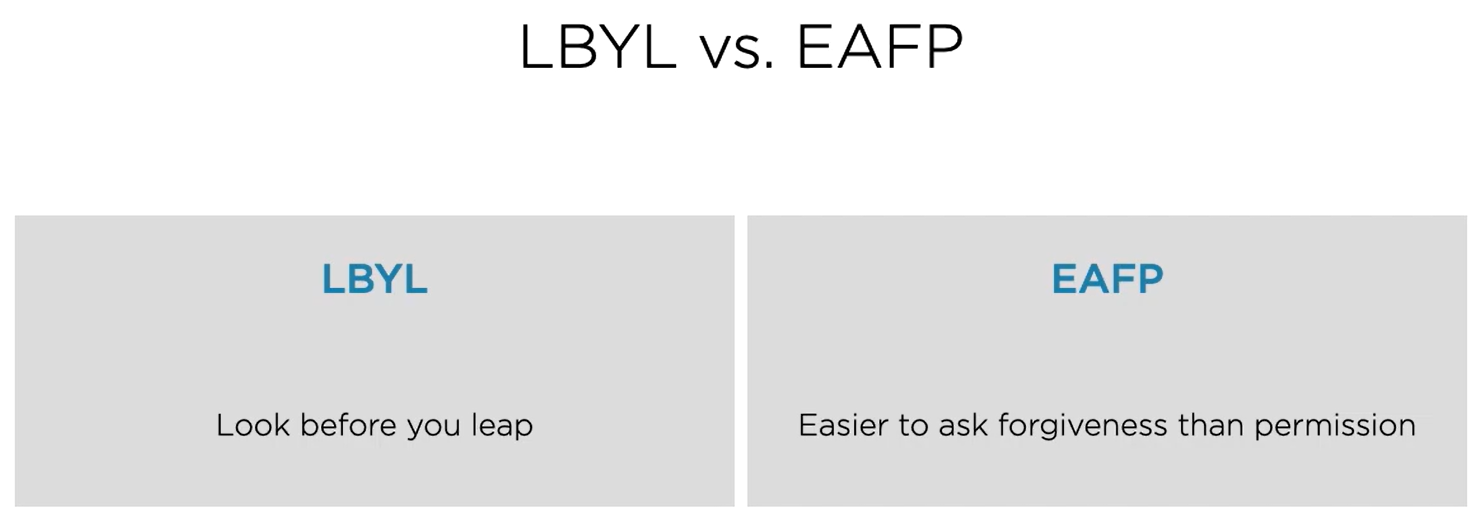 LBYL vs. EAFP
LBYL
EAFP
Look before you leap
Easier to ask forgiveness than permission